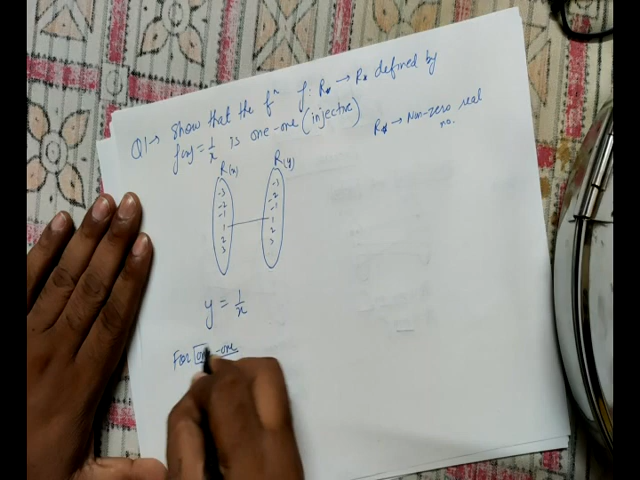 Q1→ Show that the fⁿ f: R* → R* defined by
f(x) = 1/x is one-one (injective)
R* → Non-zero real
no.
R(x) R(y)
-3 -3
-2 -2
-1 -1
1 1
2 2
3 3
y = 1/x
For one-one